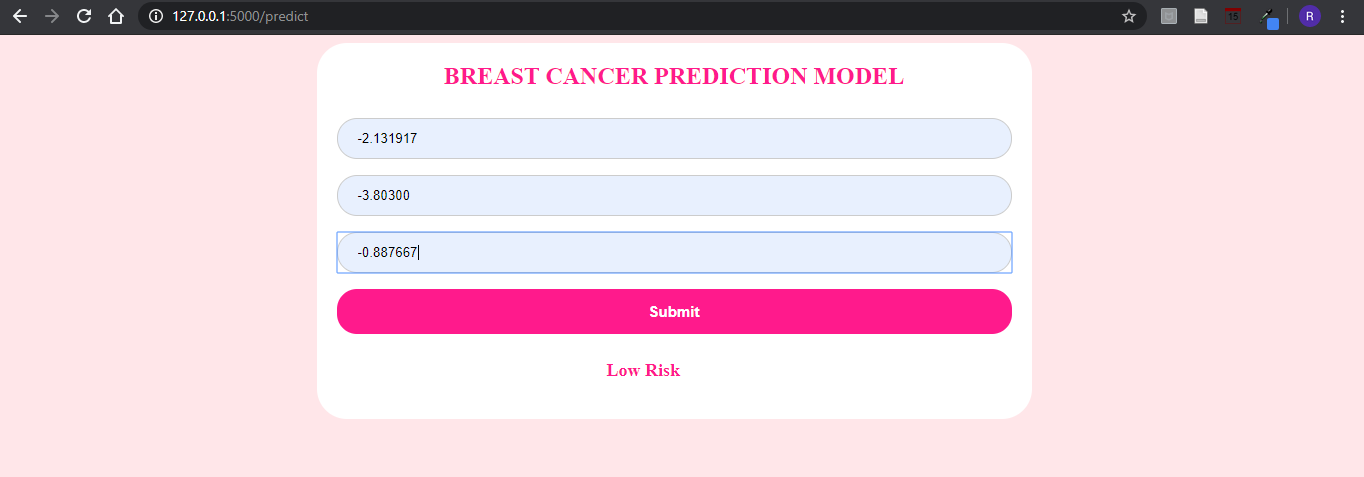 127.0.0.1:5000/predict
15
R
BREAST CANCER PREDICTION MODEL
-2.131917
-3.80300
-0.887667
Submit
Low Risk